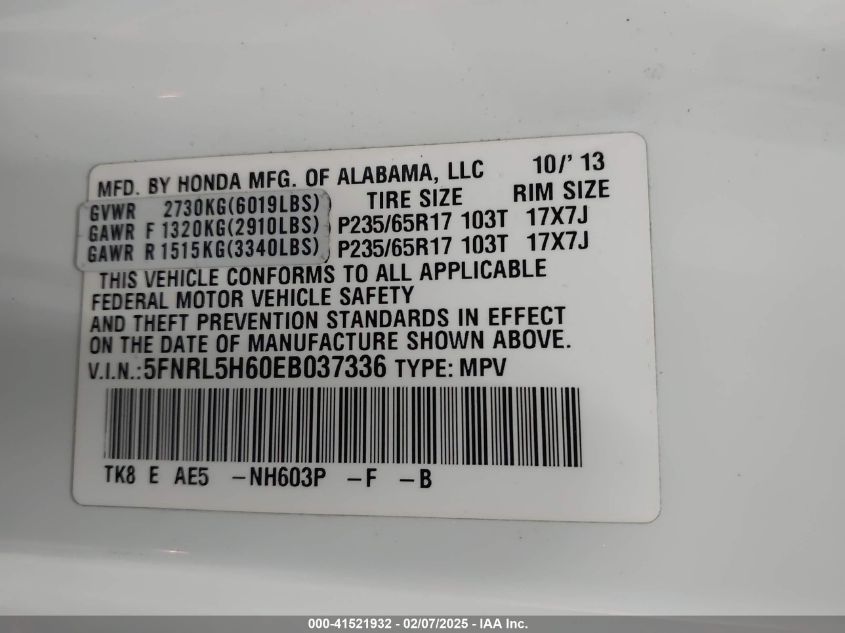 MFD. BY HONDA MFG. OF ALABAMA, LLC 10/' 13
GVWR 2730KG(6019LBS) TIRE SIZE RIM SIZE
GAWR F 1320KG(2910LBS) P235/65R17 103T 17X7J
GAWR R 1515KG(3340LBS) P235/65R17 103T 17X7J
THIS VEHICLE CONFORMS TO ALL APPLICABLE
FEDERAL MOTOR VEHICLE SAFETY
AND THEFT PREVENTION STANDARDS IN EFFECT
ON THE DATE OF MANUFACTURE SHOWN ABOVE.
V.I.N.:5FNRL5H60EB037336 TYPE: MPV
TK8 E AE5 -NH603P -F -B
000-41521932 - 02/07/2025 - IAA Inc.